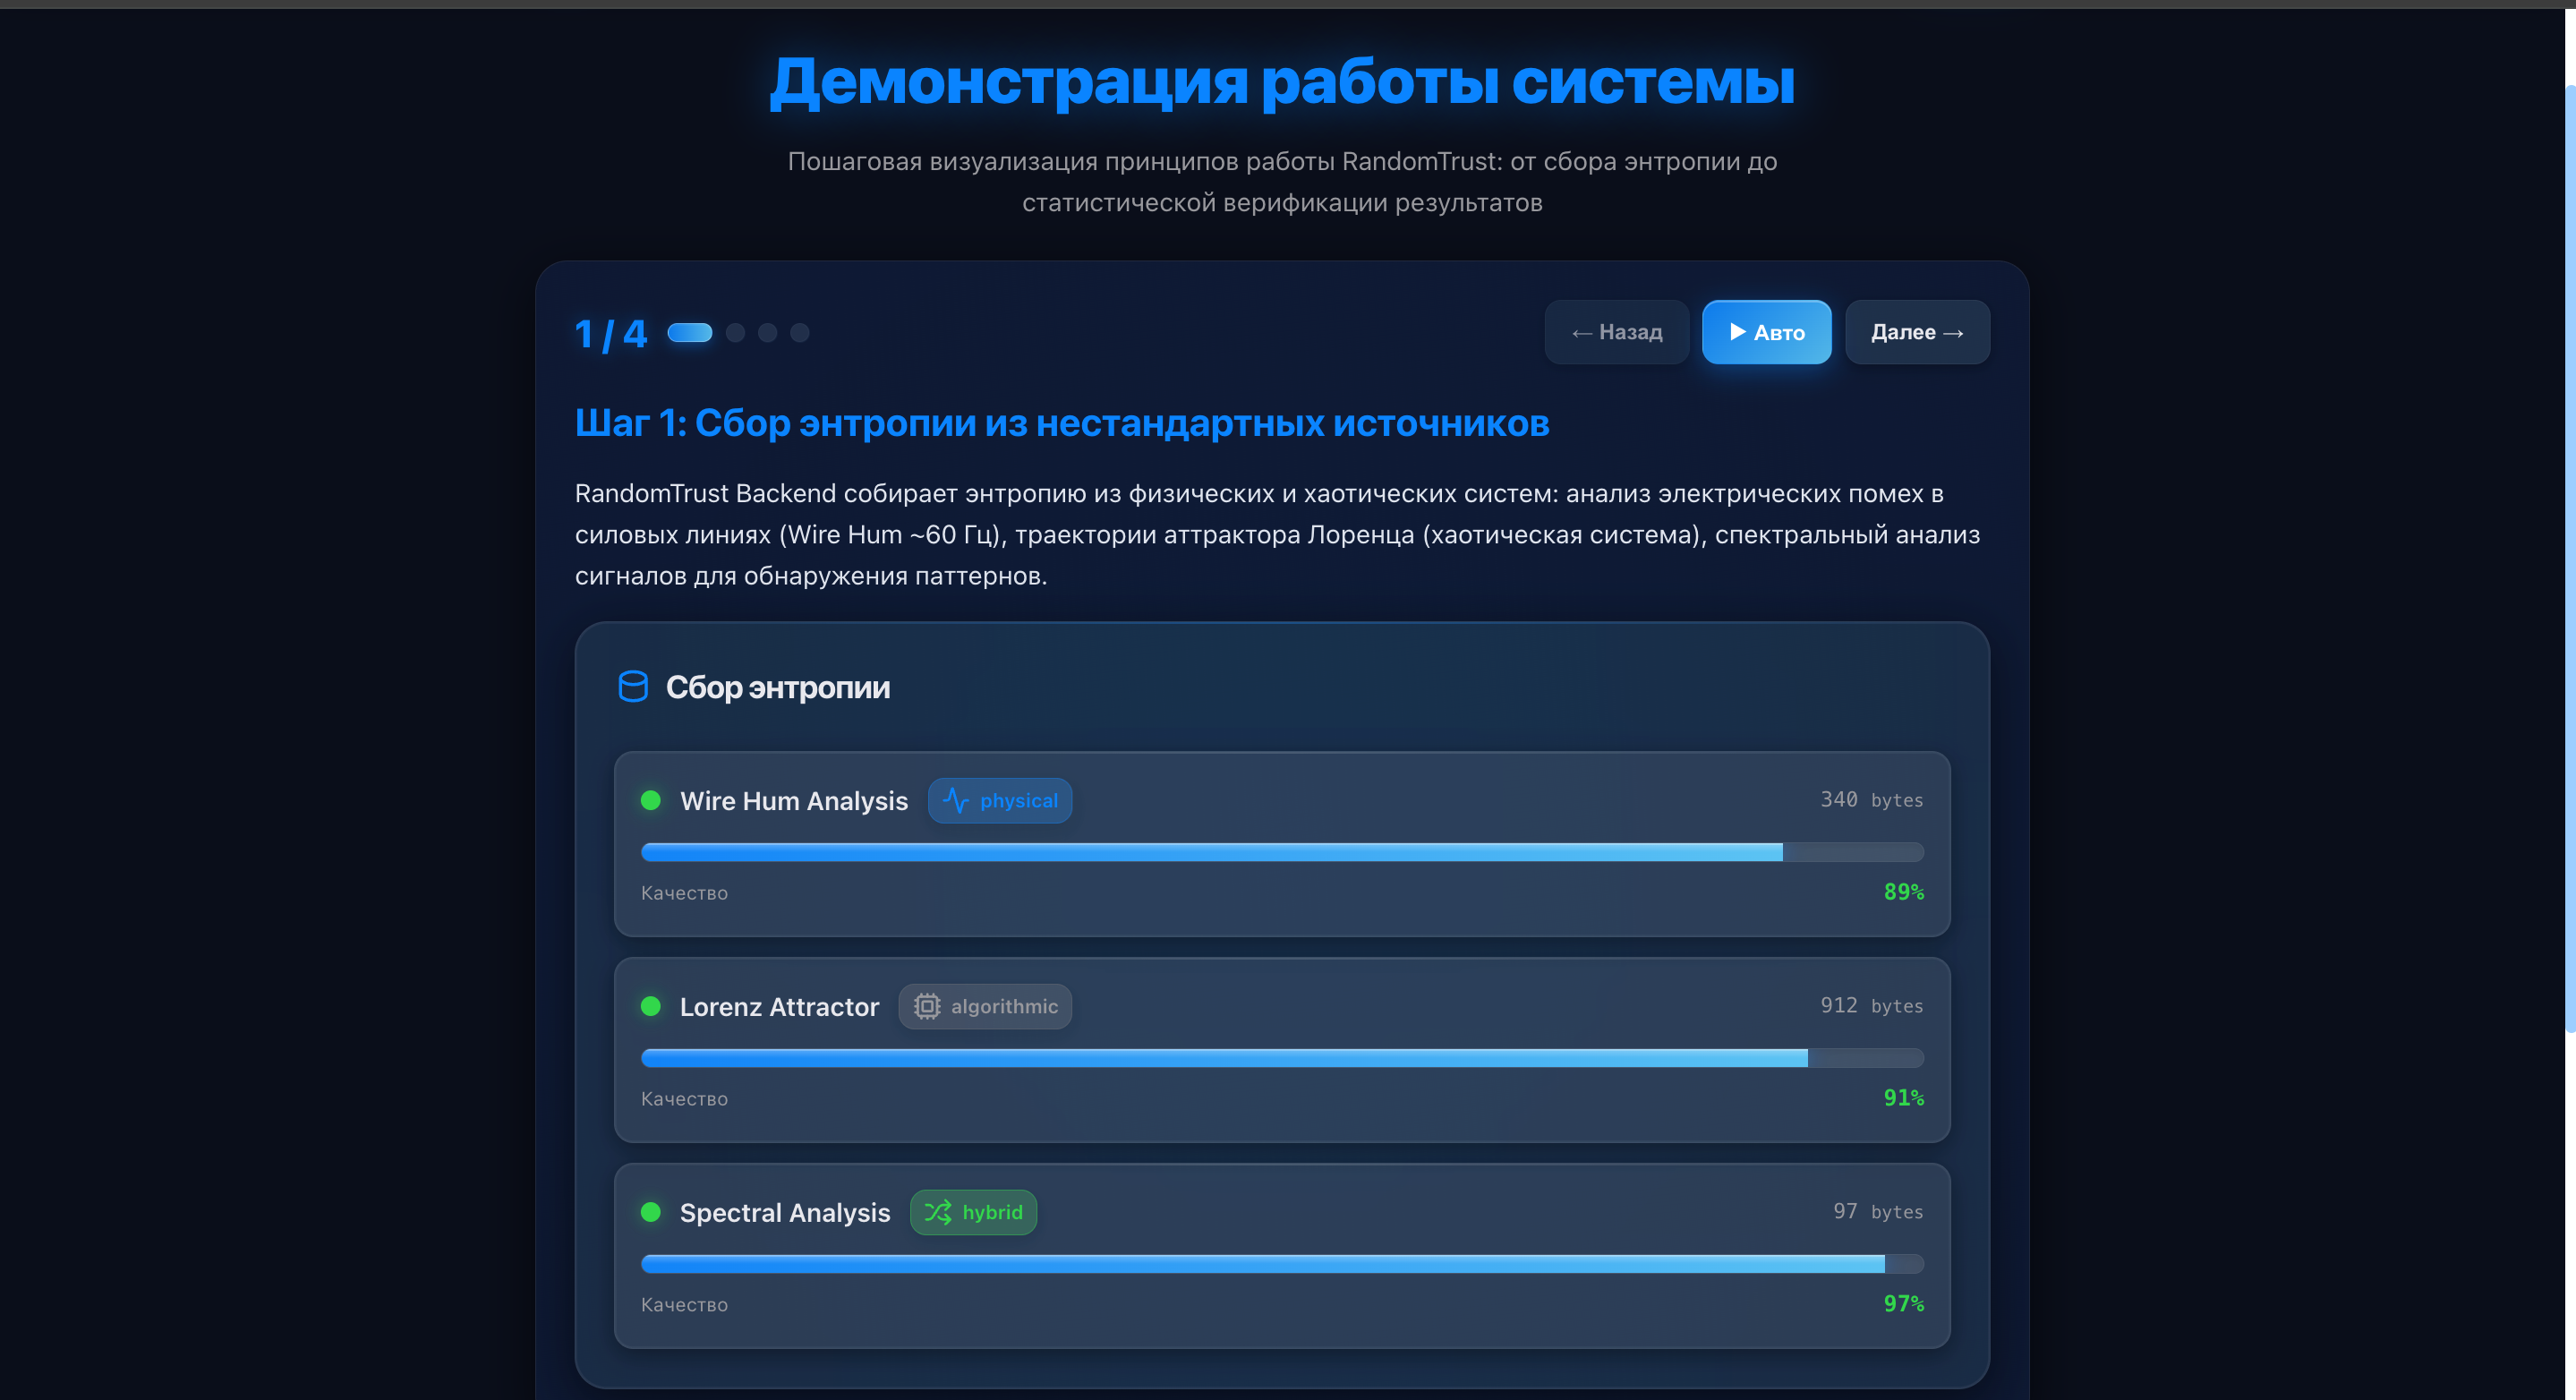 Демонстрация работы системы
Пошаговая визуализация принципов работы RandomTrust: от сбора энтропии до
статистической верификации результатов
1 / 4
← Назад
▶ Авто
Далее →
Шаг 1: Сбор энтропии из нестандартных источников
RandomTrust Backend собирает энтропию из физических и хаотических систем: анализ электрических помех в
силовых линиях (Wire Hum ~60 Гц), траектории аттрактора Лоренца (хаотическая система), спектральный анализ
сигналов для обнаружения паттернов.
Сбор энтропии
Wire Hum Analysis physical 340 bytes
Качество 89%
Lorenz Attractor algorithmic 912 bytes
Качество 91%
Spectral Analysis hybrid 97 bytes
Качество 97%